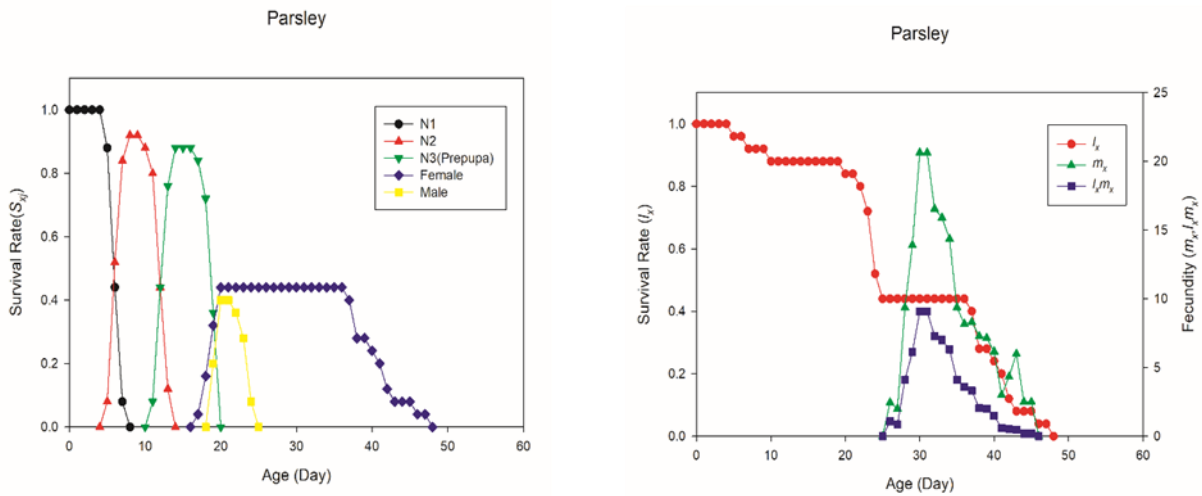 Parsley
Survival Rate(Sxj)
1.0
0.8
0.6
0.4
0.2
0.0
0 10 20 30 40 50 60
Age (Day)
N1
N2
N3(Prepupa)
Female
Male
Parsley
Survival Rate (lx)
1.0
0.8
0.6
0.4
0.2
0.0
0 10 20 30 40 50 60
Age (Day)
lx
mx
lxmx
25
20
15
10
5
0
Fecundity (mx,lxmx)